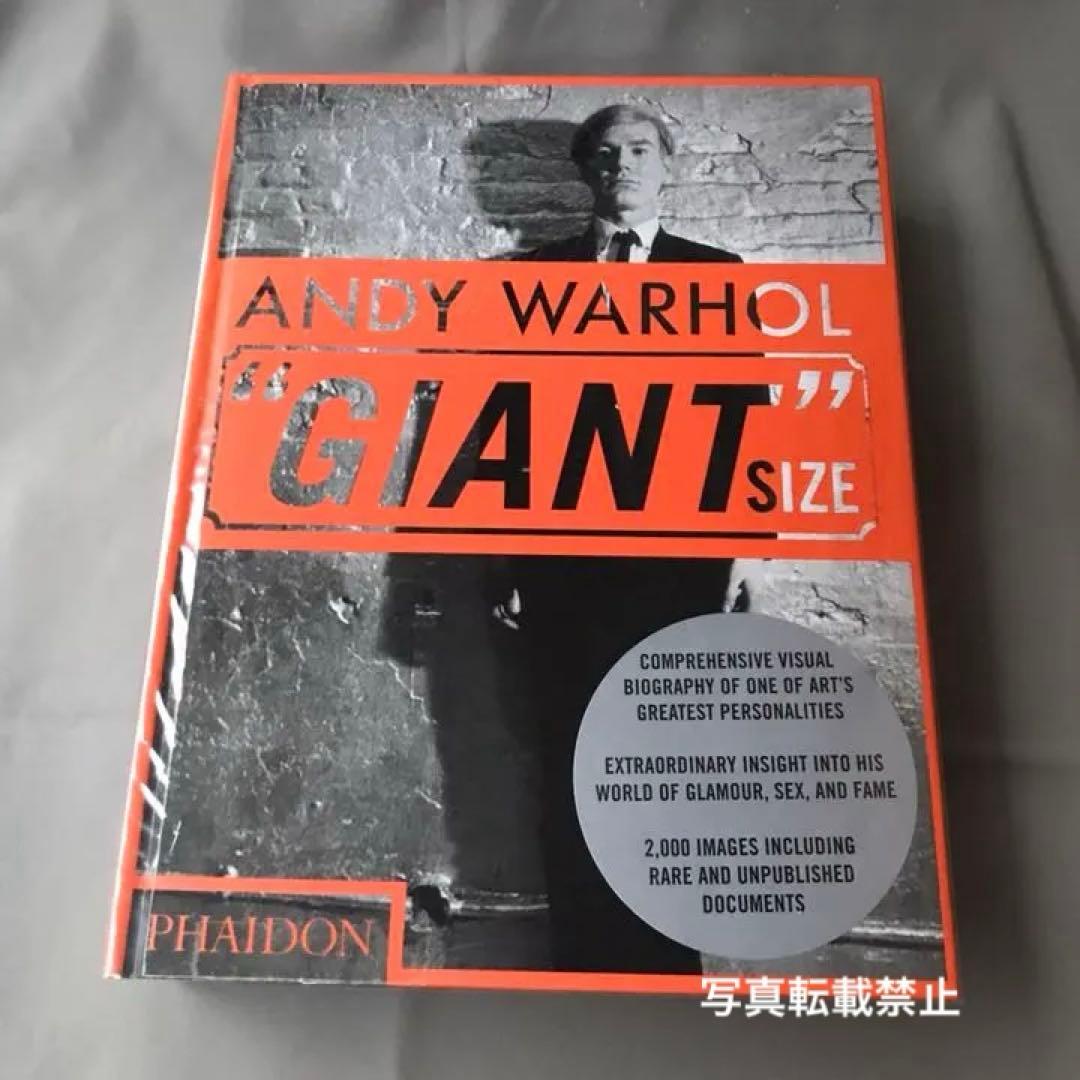 ANDY WARHOL
“GIANT”
SIZE
COMPREHENSIVE VISUAL
BIOGRAPHY OF ONE OF ART'S
GREATEST PERSONALITIES
EXTRAORDINARY INSIGHT INTO HIS
WORLD OF GLAMOUR, SEX, AND FAME
2,000 IMAGES INCLUDING
RARE AND UNPUBLISHED
DOCUMENTS
PHAIDON
写真転載禁止